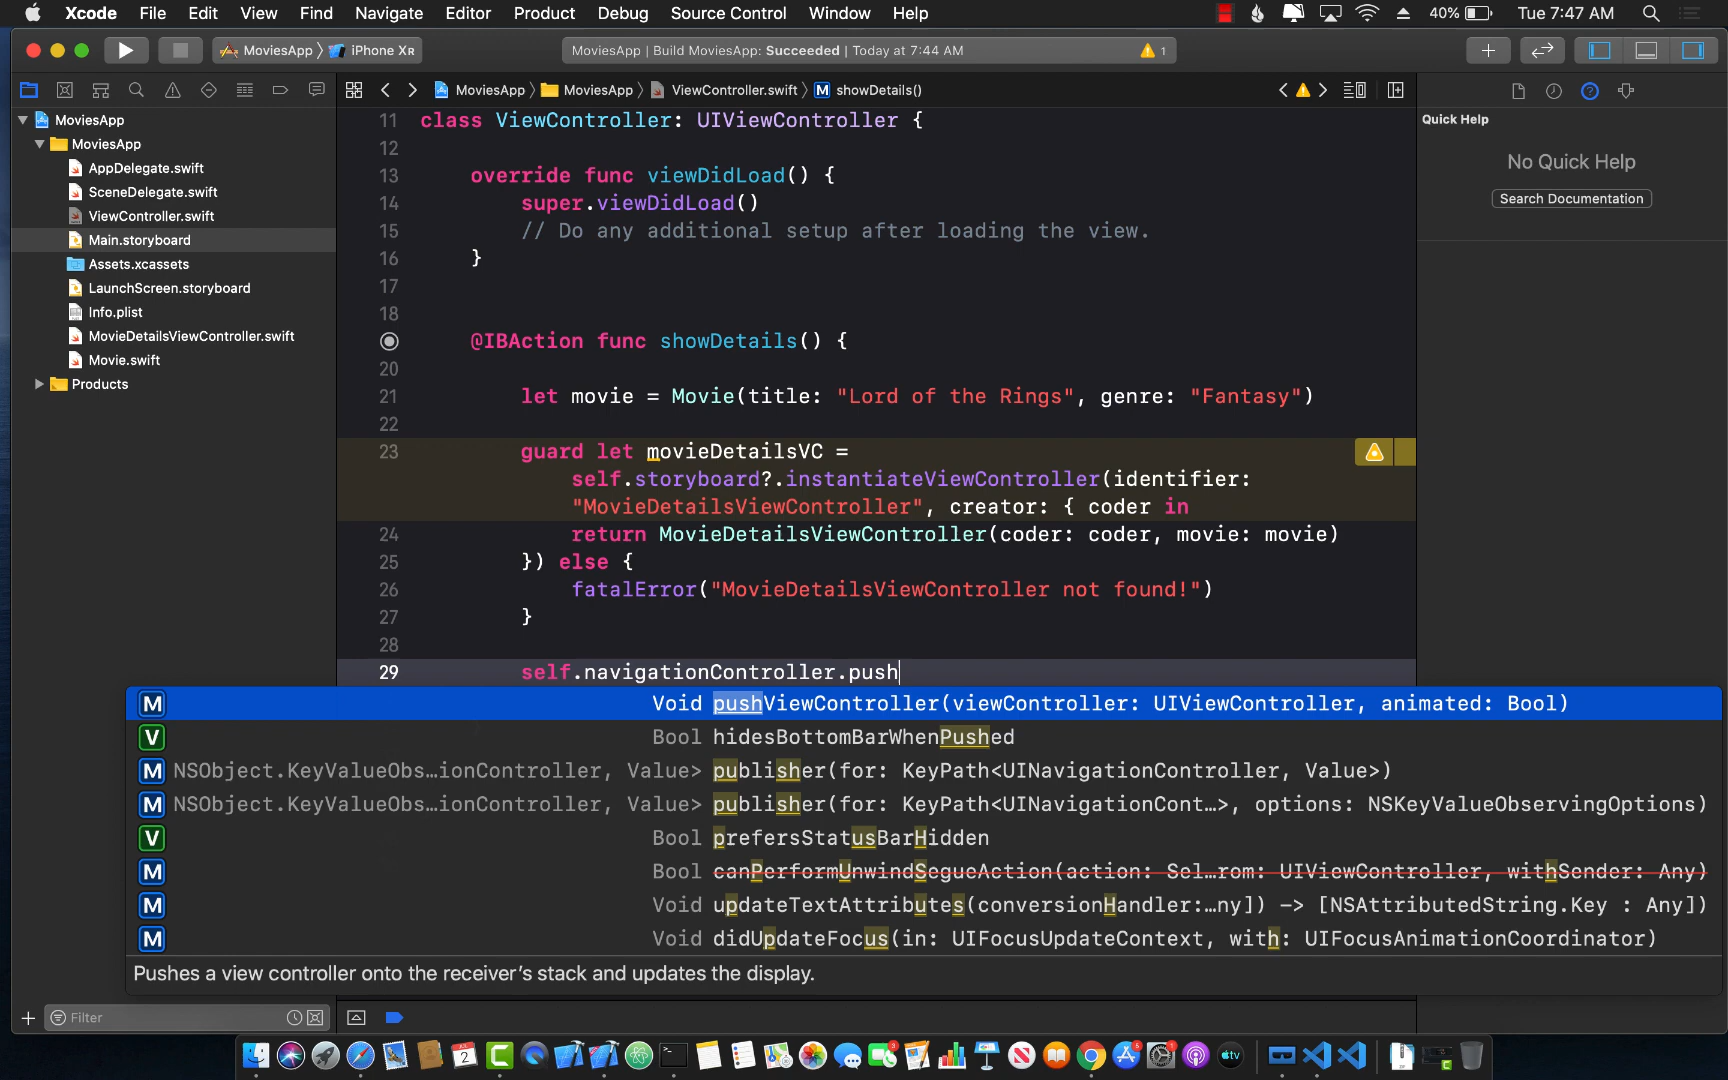 Xcode File Edit View Find Navigate Editor Product Debug Source Control Window Help 40% Tue 7:47 AM
MoviesApp 〉 iPhone XR
MoviesApp | Build MoviesApp: Succeeded | Today at 7:44 AM 1
MoviesApp 〉 MoviesApp 〉 ViewController.swift 〉 M showDetails()
MoviesApp
MoviesApp
AppDelegate.swift
SceneDelegate.swift
ViewController.swift
Main.storyboard
Assets.xcassets
LaunchScreen.storyboard
Info.plist
MovieDetailsViewController.swift
Movie.swift
Products
11 class ViewController: UIViewController {
12
13 override func viewDidLoad() {
14 super.viewDidLoad()
15 // Do any additional setup after loading the view.
16 }
17
18
@IBAction func showDetails() {
20
21 let movie = Movie(title: "Lord of the Rings", genre: "Fantasy")
22
23 guard let movieDetailsVC =
self.storyboard?.instantiateViewController(identifier:
"MovieDetailsViewController", creator: { coder in
24 return MovieDetailsViewController(coder: coder, movie: movie)
25 }) else {
26 fatalError("MovieDetailsViewController not found!")
27 }
28
29 self.navigationController.push
M Void pushViewController(viewController: UIViewController, animated: Bool)
V Bool hidesBottomBarWhenPushed
M NSObject.KeyValueObs…ionController, Value> publisher(for: KeyPath<UINavigationController, Value>)
M NSObject.KeyValueObs…ionController, Value> publisher(for: KeyPath<UINavigationCont…>, options: NSKeyValueObservingOptions)
V Bool prefersStatusBarHidden
M Bool canPerformUnwindSegueAction(action: Sel…rom: UIViewController, withSender: Any)
M Void updateTextAttributes(conversionHandler:…ny]) -> [NSAttributedString.Key : Any])
M Void didUpdateFocus(in: UIFocusUpdateContext, with: UIFocusAnimationCoordinator)
Pushes a view controller onto the receiver's stack and updates the display.
Quick Help
No Quick Help
Search Documentation
Filter